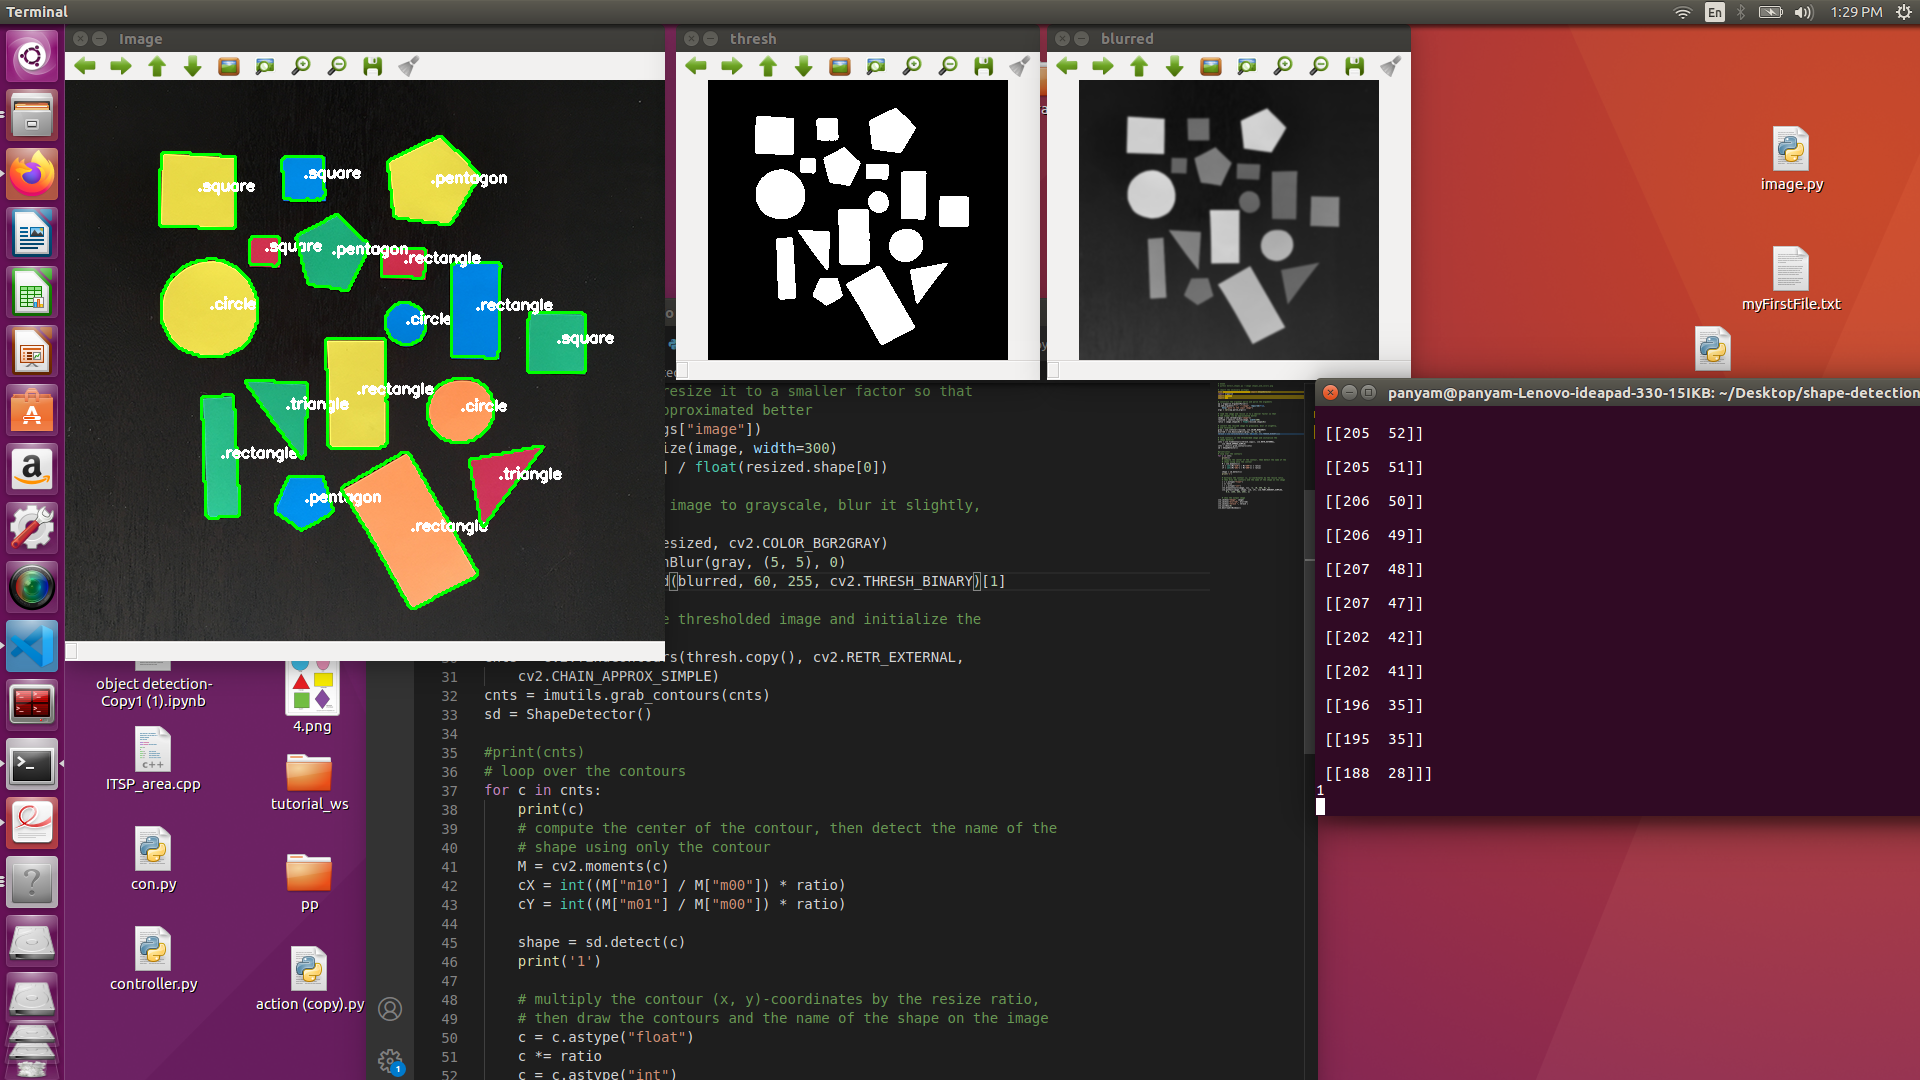 Terminal
En
1:29 PM
Image
thresh
blurred
.square
.square
.pentagon
.square
.pentagon
.rectangle
.circle
.rectangle
.circle
.square
.rectangle
.triangle
.circle
.rectangle
.triangle
.pentagon
.rectangle
image.py
myFirstFile.txt
object detection-
Copy1 (1).ipynb
4.png
ITSP_area.cpp
tutorial_ws
con.py
pp
controller.py
action (copy).py
resize it to a smaller factor so that
proximated better
gs["image"])
ize(image, width=300)
] / float(resized.shape[0])
image to grayscale, blur it slightly,
esized, cv2.COLOR_BGR2GRAY)
nBlur(gray, (5, 5), 0)
d(blurred, 60, 255, cv2.THRESH_BINARY)[1]
e thresholded image and initialize the
rs(thresh.copy(), cv2.RETR_EXTERNAL,
31 cv2.CHAIN_APPROX_SIMPLE)
32 cnts = imutils.grab_contours(cnts)
33 sd = ShapeDetector()
34
35 #print(cnts)
36 # loop over the contours
37 for c in cnts:
38 print(c)
39 # compute the center of the contour, then detect the name of the
40 # shape using only the contour
41 M = cv2.moments(c)
42 cX = int((M["m10"] / M["m00"]) * ratio)
43 cY = int((M["m01"] / M["m00"]) * ratio)
44
45 shape = sd.detect(c)
46 print('1')
47
48 # multiply the contour (x, y)-coordinates by the resize ratio,
49 # then draw the contours and the name of the shape on the image
50 c = c.astype("float")
51 c *= ratio
52 c = c.astype("int")
1
panyam@panyam-Lenovo-ideapad-330-15IKB: ~/Desktop/shape-detection
[[205 52]]
[[205 51]]
[[206 50]]
[[206 49]]
[[207 48]]
[[207 47]]
[[202 42]]
[[202 41]]
[[196 35]]
[[195 35]]
[[188 28]]]
1